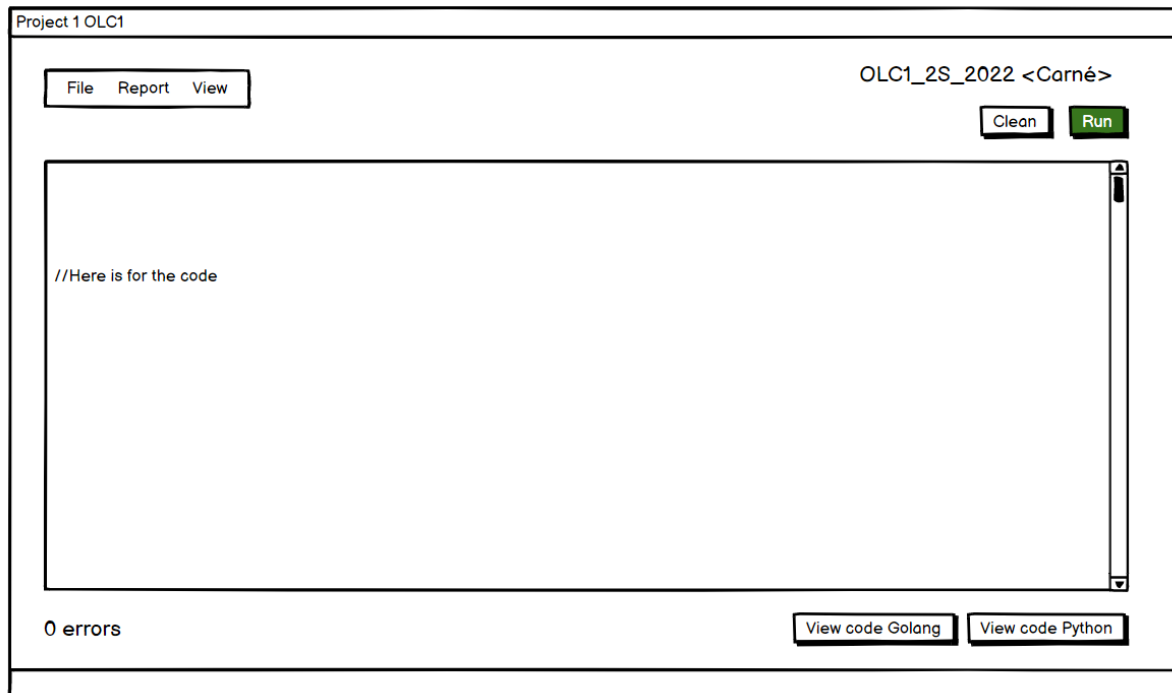 Project 1 OLC1
File Report View
OLC1_2S_2022 <Carné>
Clean
Run
//Here is for the code
0 errors
View code Golang
View code Python